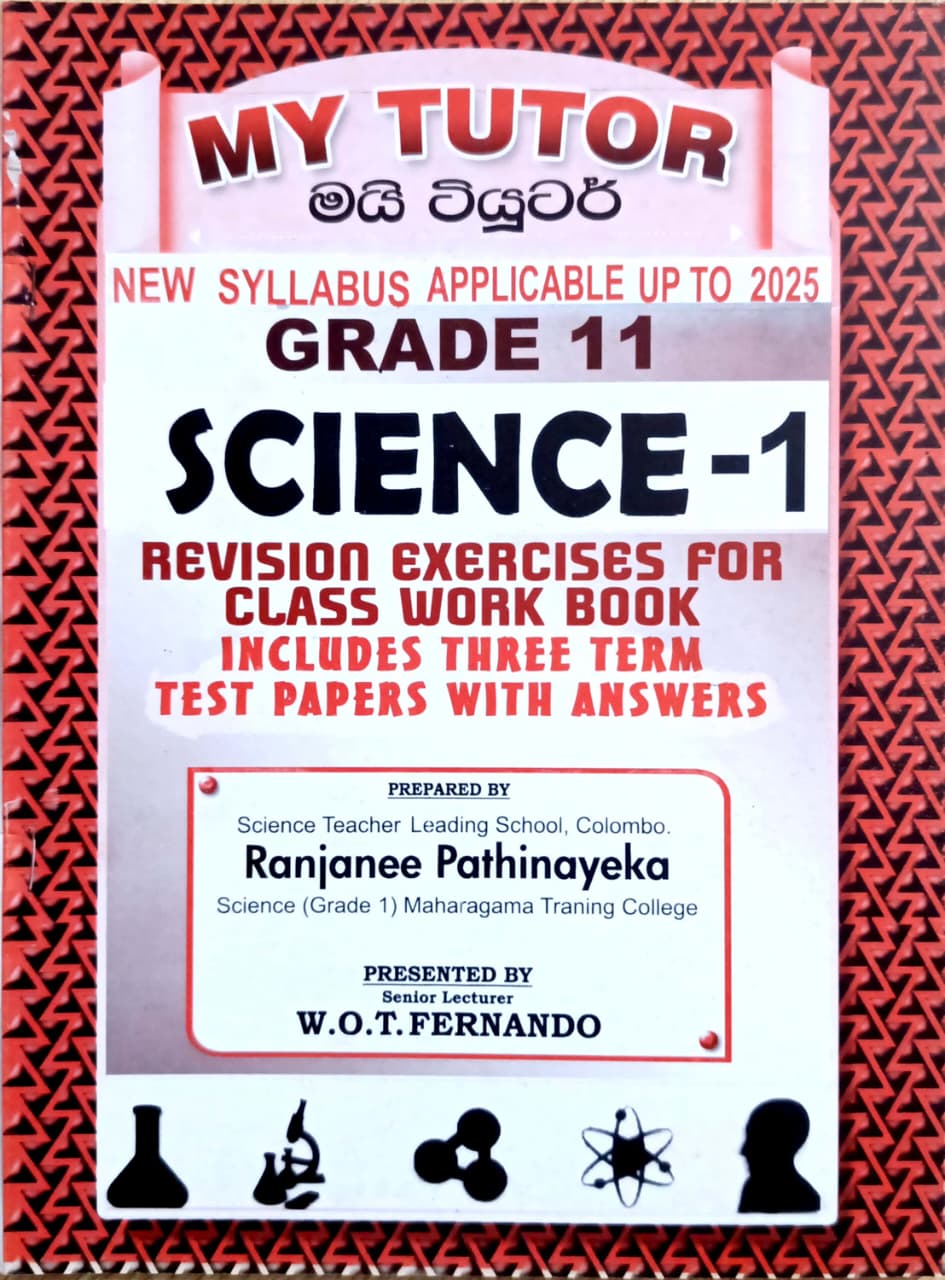 MY TUTOR
මයි ටියුටර්
NEW SYLLABUS APPLICABLE UP TO 2025
GRADE 11
SCIENCE -1
REVISION EXERCISES FOR
CLASS WORK BOOK
INCLUDES THREE TERM
TEST PAPERS WITH ANSWERS
PREPARED BY
Science Teacher Leading School, Colombo.
Ranjanee Pathinayeka
Science (Grade 1) Maharagama Traning College
PRESENTED BY
Senior Lecturer
W.O.T.FERNANDO